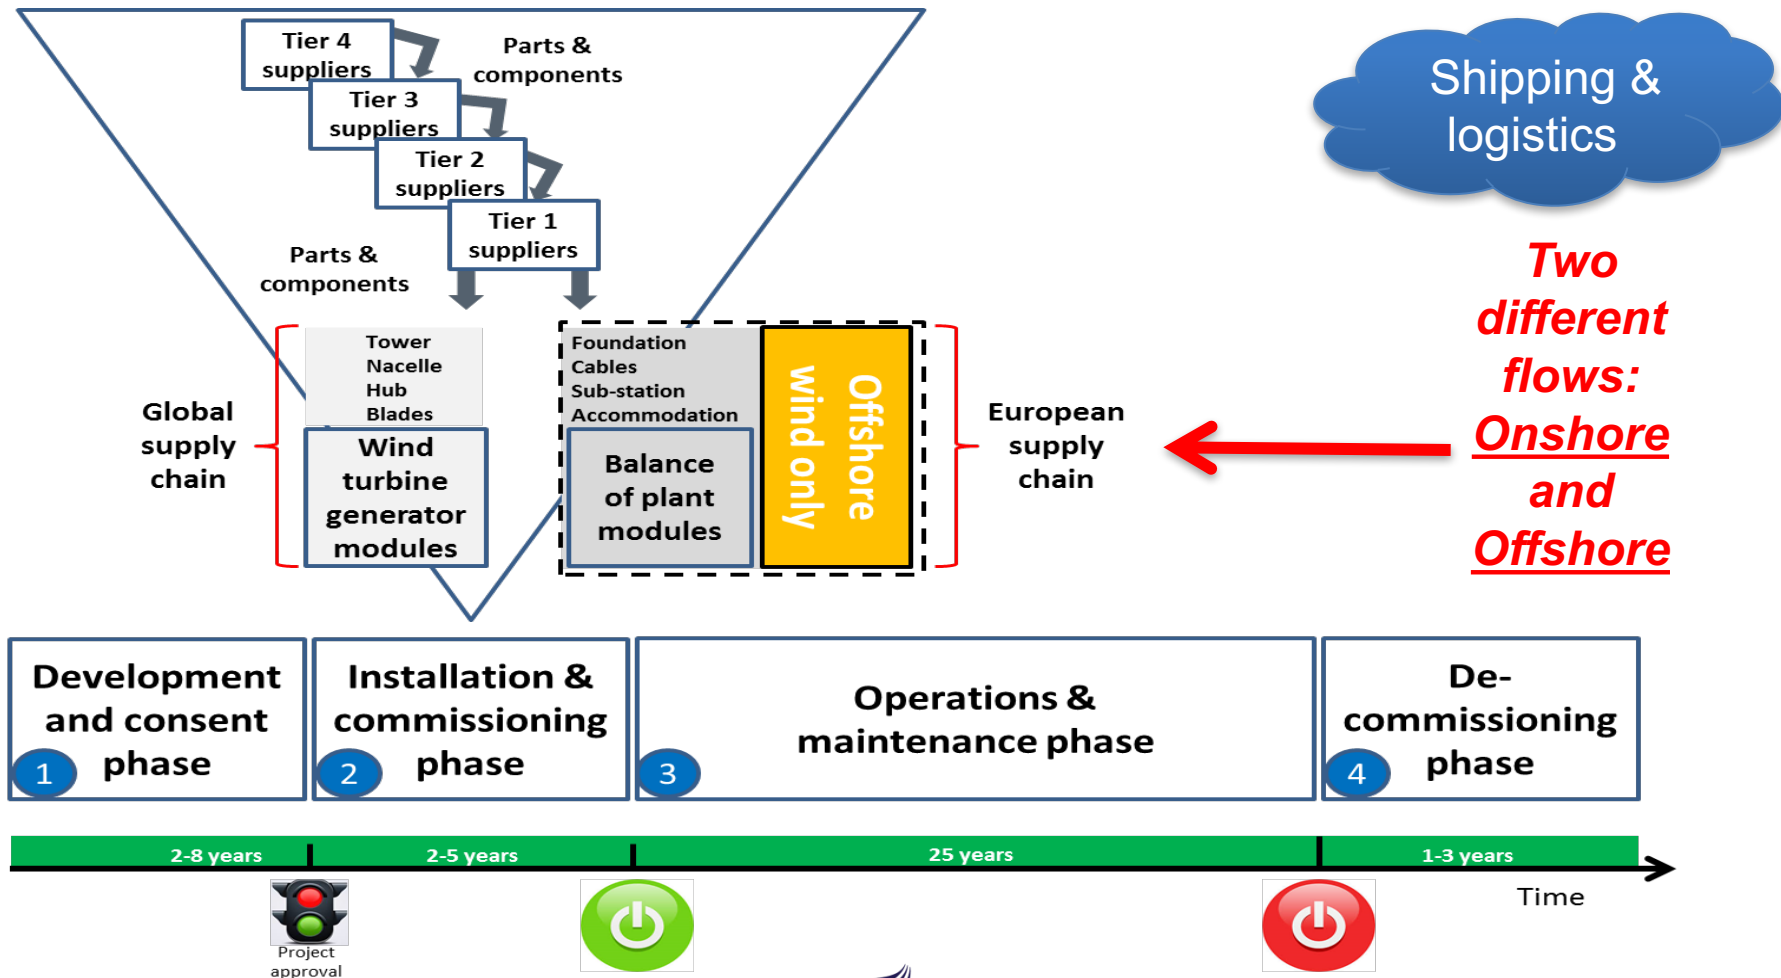 Tier 4
suppliers
Parts &
components
Tier 3
suppliers
Tier 2
suppliers
Tier 1
suppliers
Parts &
components
Shipping &
logistics
Two
different
flows:
Onshore
and
Offshore
Global
supply
chain
Tower
Nacelle
Hub
Blades
Wind
turbine
generator
modules
Foundation
Cables
Sub-station
Accommodation
Balance
of plant
modules
Offshore
wind only
European
supply
chain
Development
and consent
phase
1
Installation &
commissioning
phase
2
Operations &
maintenance phase
3
De-
commissioning
phase
4
2-8 years
2-5 years
25 years
1-3 years
Time
Project
approval